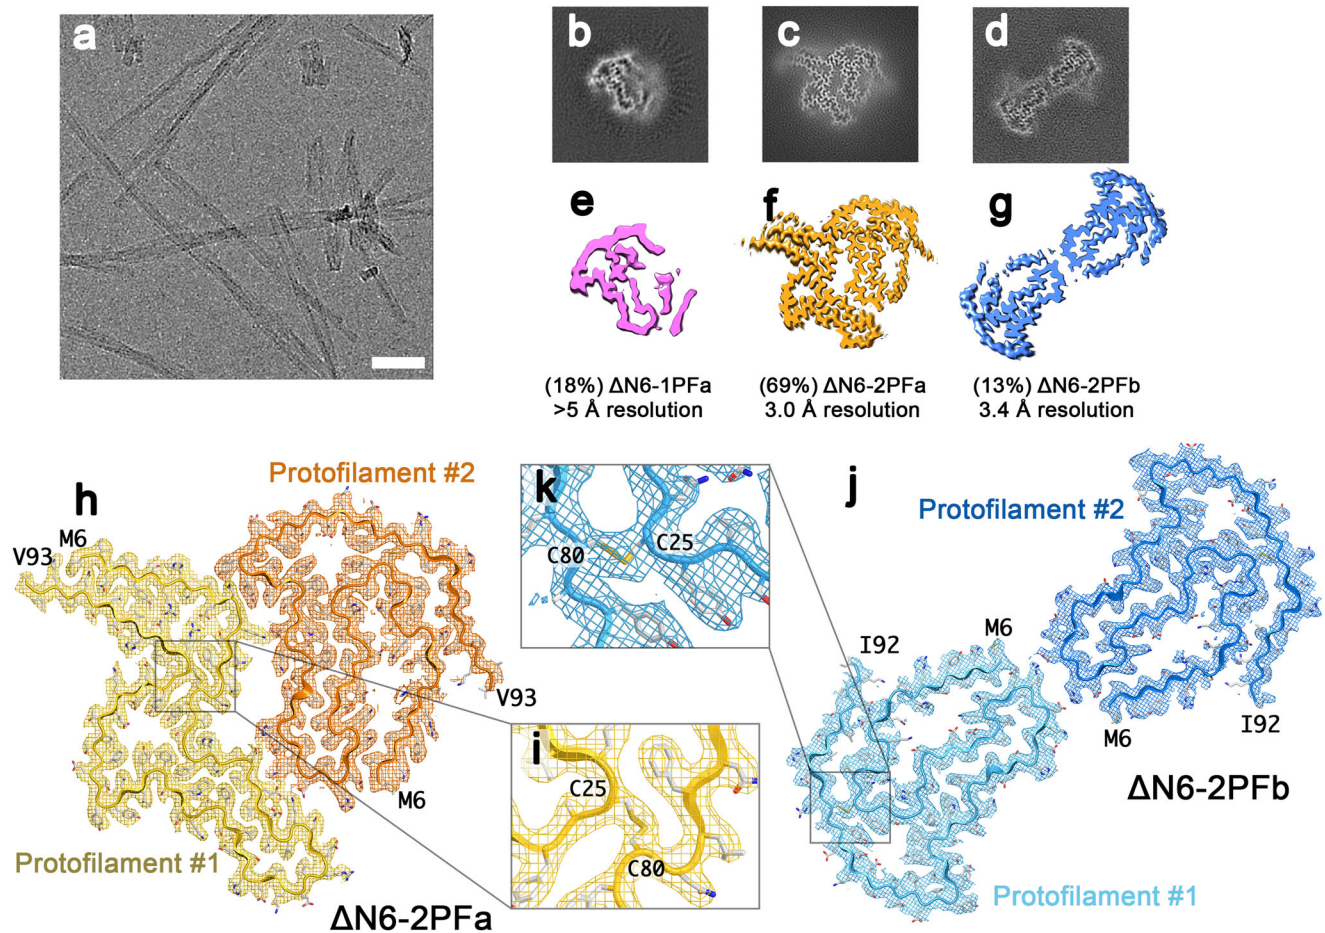 a
b
c
d
e
f
g
(18%) ΔN6-1PFa
>5 Å resolution
(69%) ΔN6-2PFa
3.0 Å resolution
(13%) ΔN6-2PFb
3.4 Å resolution
h
Protofilament #2
V93
M6
V93
M6
Protofilament #1
ΔN6-2PFa
k
C80
C25
i
C25
C80
j
Protofilament #2
I92
M6
M6
I92
ΔN6-2PFb
Protofilament #1